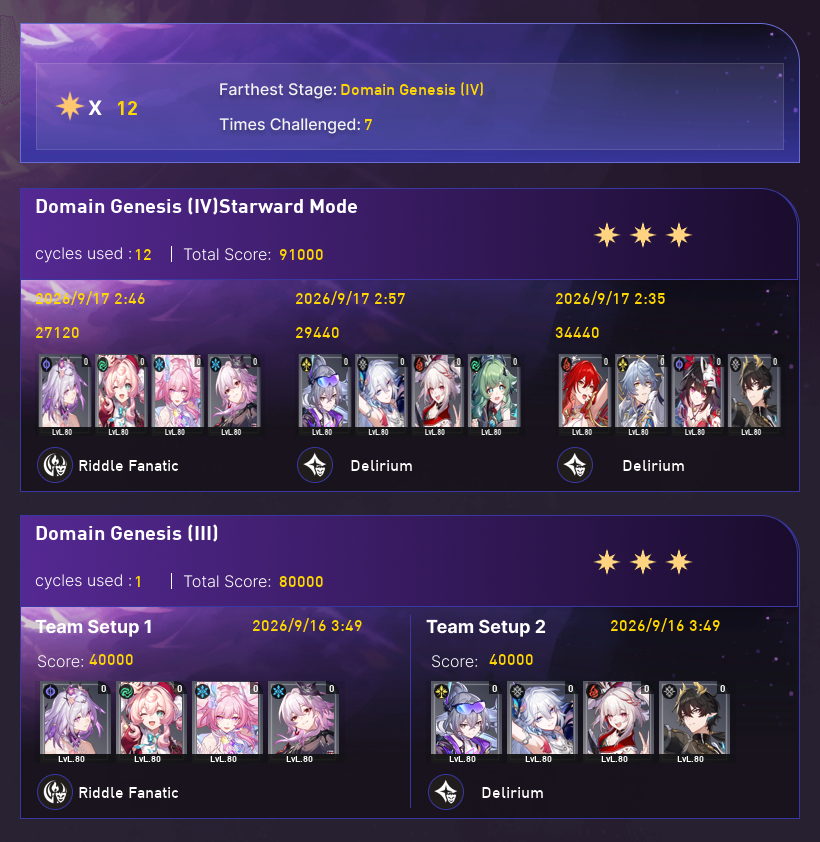 X 12
Farthest Stage: Domain Genesis (IV)
Times Challenged: 7
Domain Genesis (IV)Starward Mode
cycles used : 12 | Total Score: 91000
2026/9/17 2:46
27120
0 0 0 0
LvL.80 LvL.80 LvL.80 LvL.80
Riddle Fanatic
2026/9/17 2:57
29440
0 0 0 0
LvL.80 LvL.80 LvL.80 LvL.80
Delirium
2026/9/17 2:35
34440
0 0 0 0
LvL.80 LvL.80 LvL.80 LvL.80
Delirium
Domain Genesis (III)
cycles used : 1 | Total Score: 80000
Team Setup 1 2026/9/16 3:49
Score: 40000
0 0 0 0
LvL.80 LvL.80 LvL.80 LvL.80
Riddle Fanatic
Team Setup 2 2026/9/16 3:49
Score: 40000
0 0 0 0
LvL.80 LvL.80 LvL.80 LvL.80
Delirium